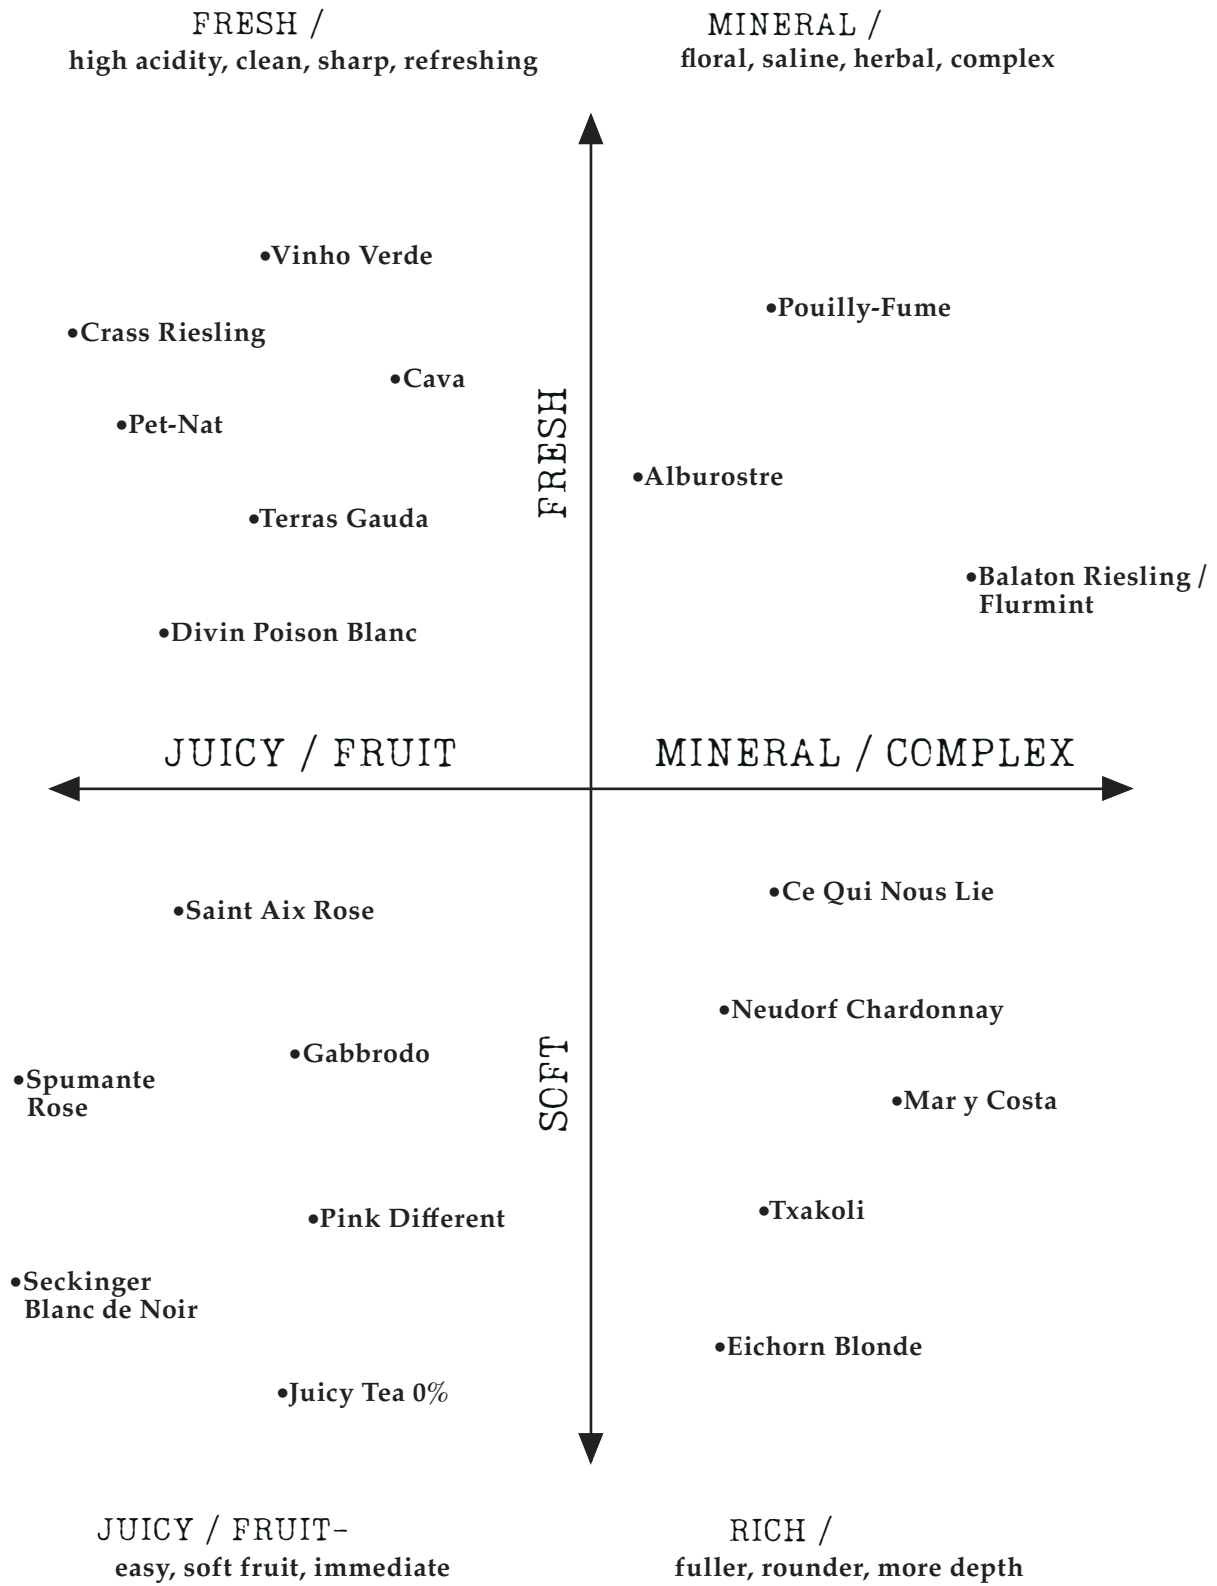 FRESH /
high acidity, clean, sharp, refreshing
MINERAL /
floral, saline, herbal, complex
•Vinho Verde
•Pouilly-Fume
•Crass Riesling
•Cava
•Pet-Nat
FRESH
•Alburostre
•Terras Gauda
•Balaton Riesling /
Flurmint
•Divin Poison Blanc
JUICY / FRUIT
MINERAL / COMPLEX
•Ce Qui Nous Lie
•Saint Aix Rose
•Neudorf Chardonnay
•Gabbrodo
SOFT
•Spumante
Rose
•Mar y Costa
•Txakoli
•Pink Different
•Seckinger
Blanc de Noir
•Eichorn Blonde
•Juicy Tea 0%
JUICY / FRUIT-
easy, soft fruit, immediate
RICH /
fuller, rounder, more depth